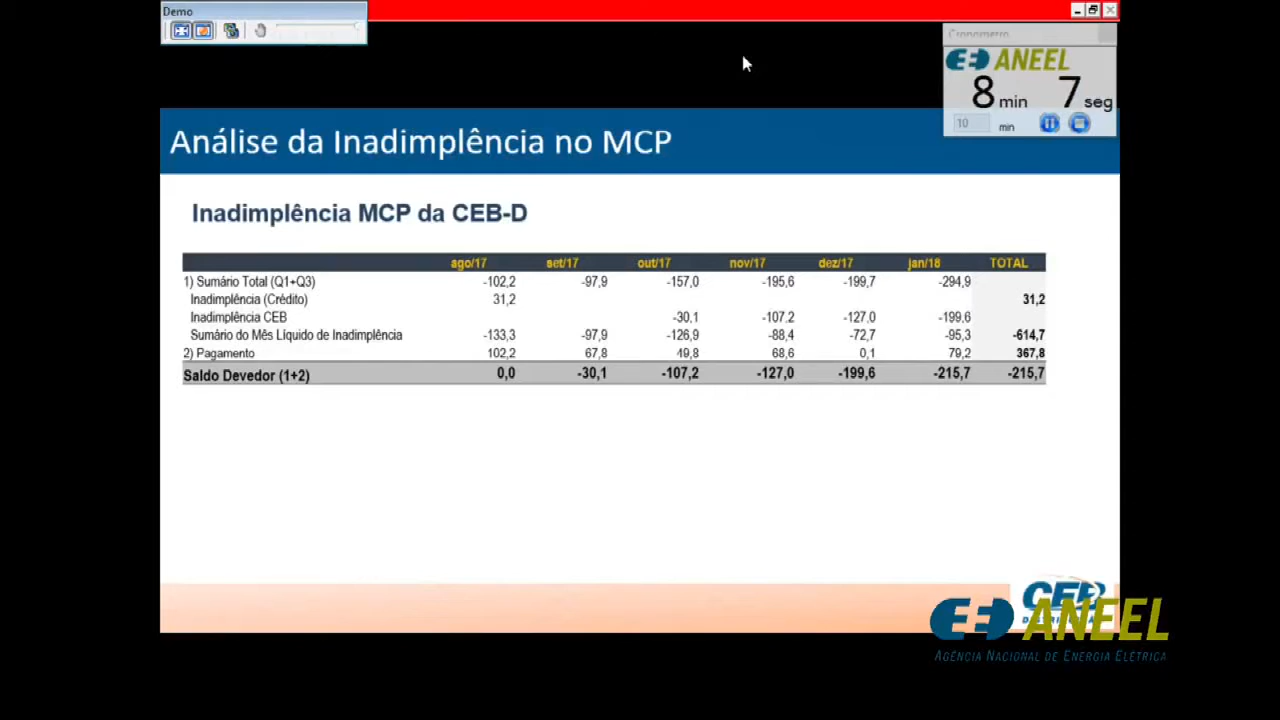 Demo
Cronometro
ANEEL
8 min 7 seg
10 min
Análise da Inadimplência no MCP
Inadimplência MCP da CEB-D
ago/17 set/17 out/17 nov/17 dez/17 jan/18 TOTAL
1) Sumário Total (Q1+Q3) -102,2 -97,9 -157,0 -195,6 -199,7 -294,9
Inadimplência (Crédito) 31,2 31,2
Inadimplência CEB -30,1 -107,2 -127,0 -199,6
Sumário do Mês Líquido de Inadimplência -133,3 -97,9 -126,9 -88,4 -72,7 -95,3 -614,7
2) Pagamento 102,2 67,8 49,8 68,6 0,1 79,2 367,8
Saldo Devedor (1+2) 0,0 -30,1 -107,2 -127,0 -199,6 -215,7 -215,7
CEB
ANEEL
AGÊNCIA NACIONAL DE ENERGIA ELÉTRICA